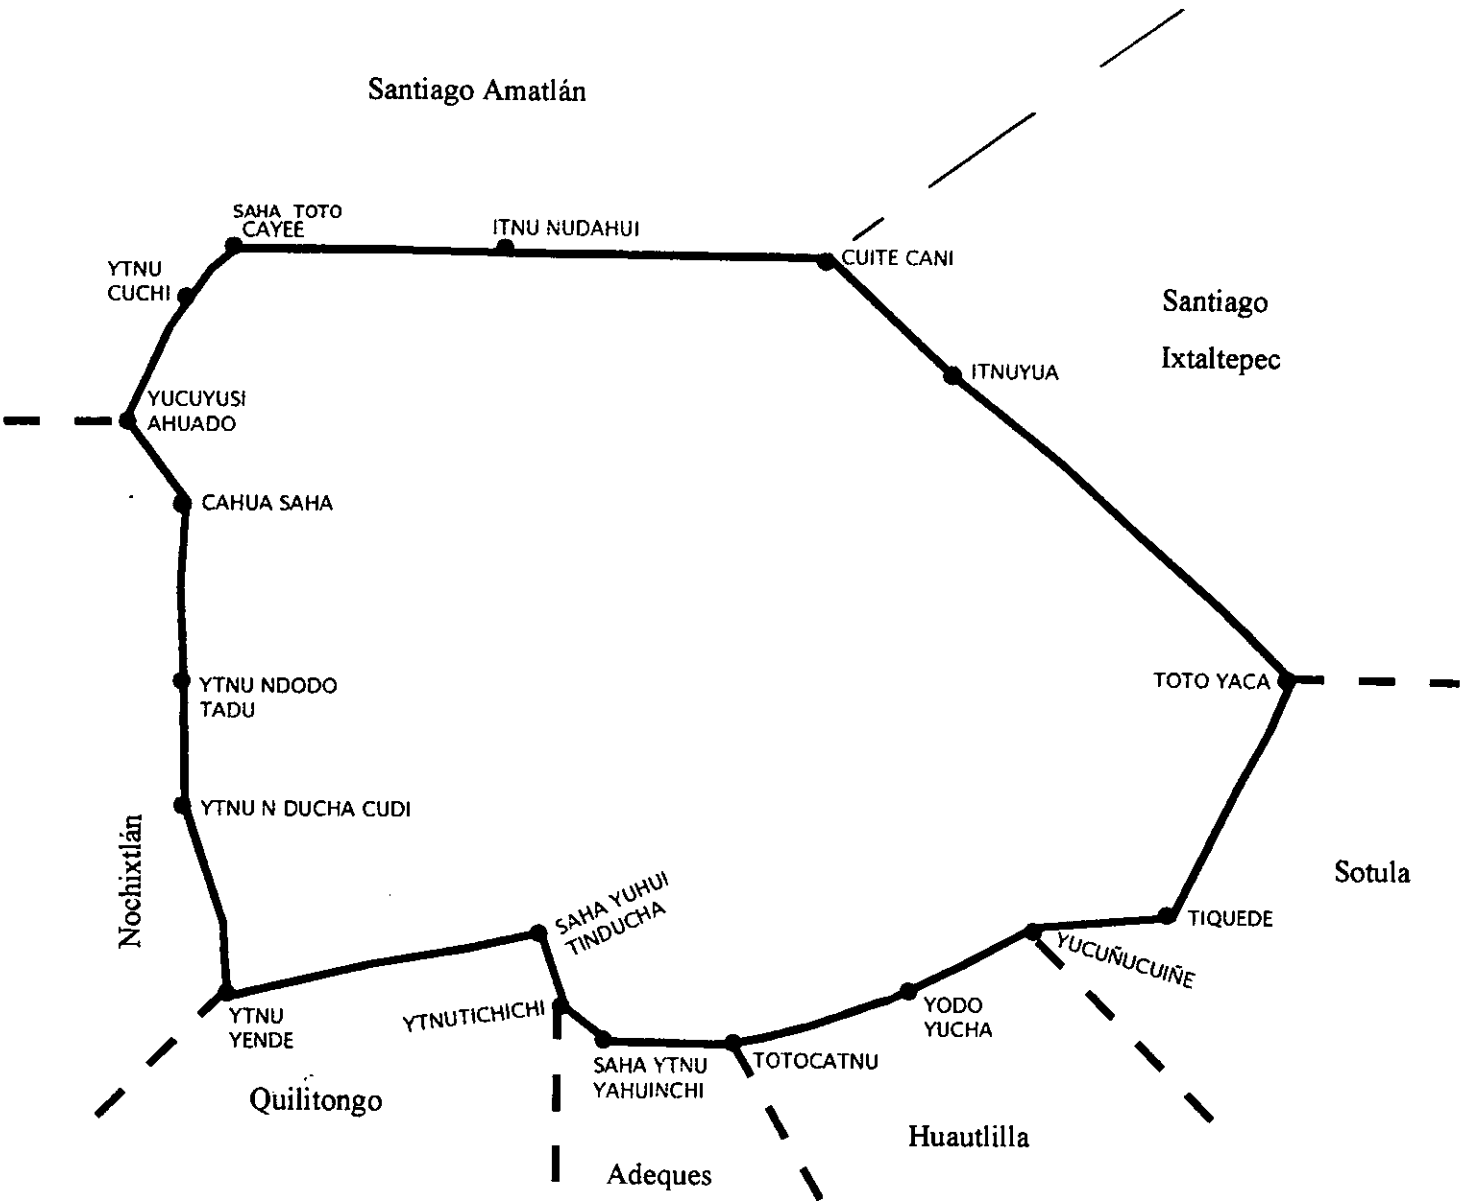 Santiago Amatlán
SAHA TOTO
CAYEE
ITNU NUDAHUI
CUITE CANI
YTNU
CUCHI
Santiago
Ixtaltepec
ITNUYUA
YUCUYUSI
AHUADO
CAHUA SAHA
YTNU NDODO
TADU
TOTO YACA
YTNU N DUCHA CUDI
Nochixtlán
Sotula
SAHA YUHUI
TINDUCHA
TIQUEDE
YUCUÑUCUIÑE
YTNU
YENDE
YTNUTICHICHI
YODO
YUCHA
SAHA YTNU
YAHUINCHI
TOTOCATNU
Quilitongo
Huautlilla
Adeques